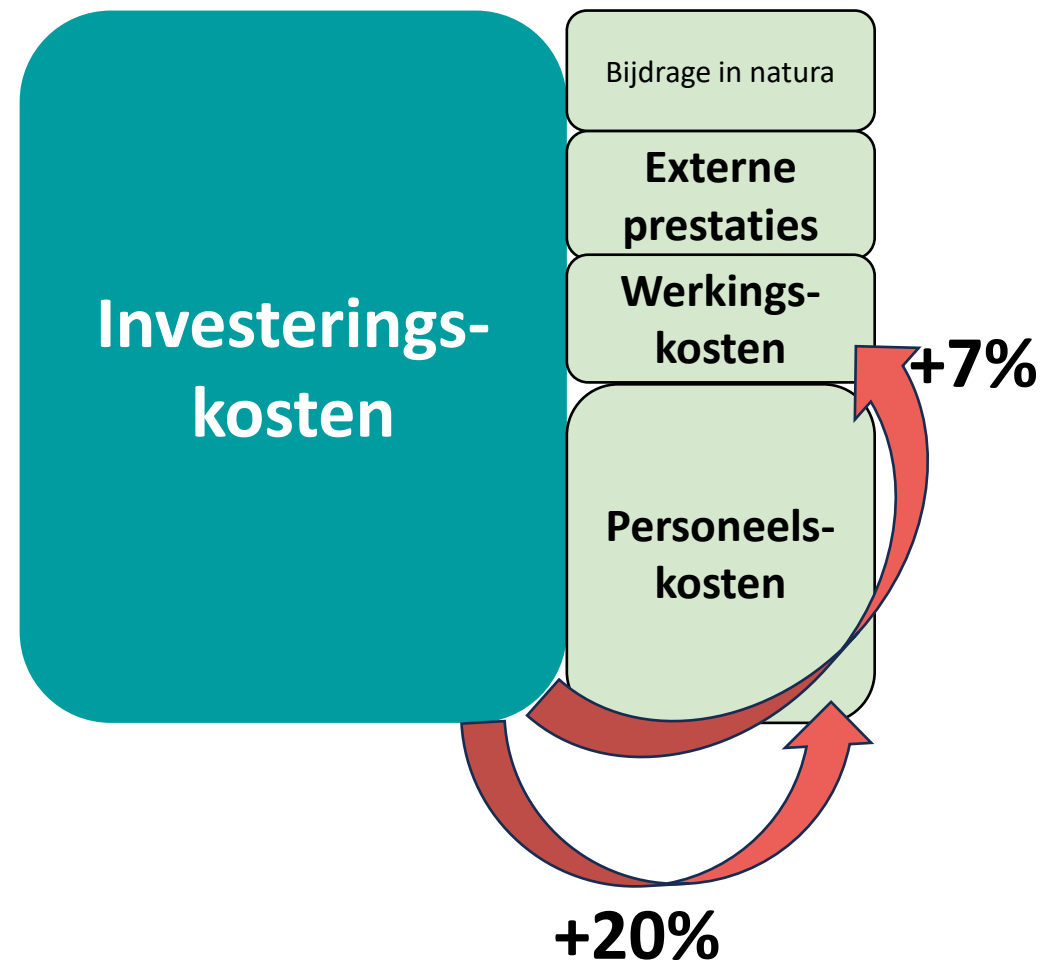 Investerings-
kosten
Bijdrage in natura
Externe
prestaties
Werkings-
kosten
+7%
Personeels-
kosten
+20%